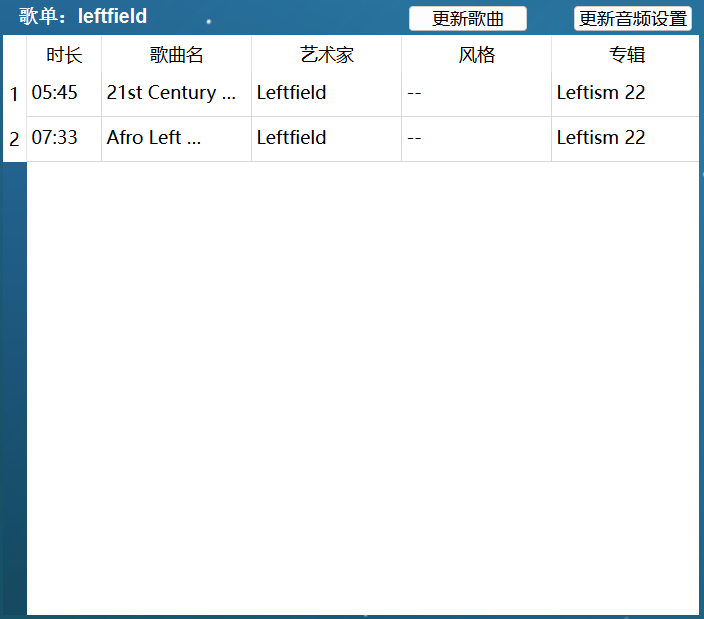 歌单：leftfield 更新歌曲 更新音频设置
时长 歌曲名 艺术家 风格 专辑
1 05:45 21st Century ... Leftfield -- Leftism 22
2 07:33 Afro Left ... Leftfield -- Leftism 22